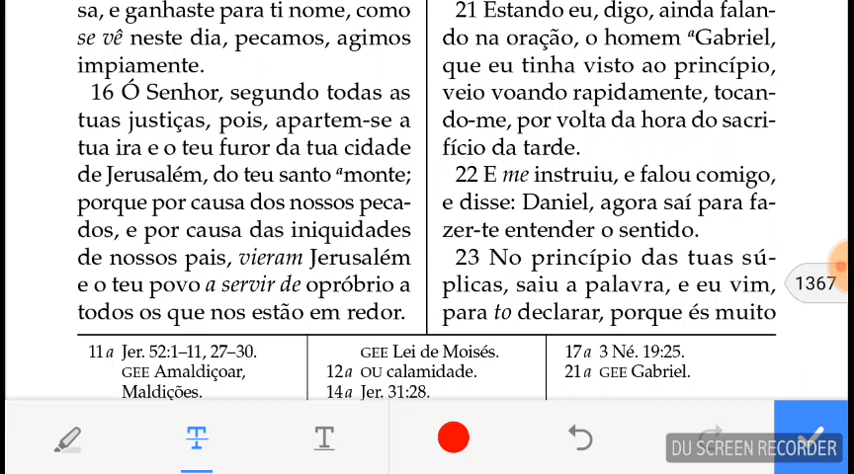 sa, e ganhaste para ti nome, como
se vê neste dia, pecamos, agimos
impiamente.
16 Ó Senhor, segundo todas as
tuas justiças, pois, apartem-se a
tua ira e o teu furor da tua cidade
de Jerusalém, do teu santo ᵃmonte;
porque por causa dos nossos peca-
dos, e por causa das iniquidades
de nossos pais, vieram Jerusalém
e o teu povo a servir de opróbrio a
todos os que nos estão em redor.
21 Estando eu, digo, ainda falan-
do na oração, o homem ᵃGabriel,
que eu tinha visto ao princípio,
veio voando rapidamente, tocan-
do-me, por volta da hora do sacri-
fício da tarde.
22 E me instruiu, e falou comigo,
e disse: Daniel, agora saí para fa-
zer-te entender o sentido.
23 No princípio das tuas sú-
plicas, saiu a palavra, e eu vim,
para to declarar, porque és muito
1367
11a Jer. 52:1–11, 27–30.
GEE Amaldiçoar,
Maldições.
GEE Lei de Moisés.
12a OU calamidade.
14a Jer. 31:28.
17a 3 Né. 19:25.
21a GEE Gabriel.
T
T
DU SCREEN RECORDER